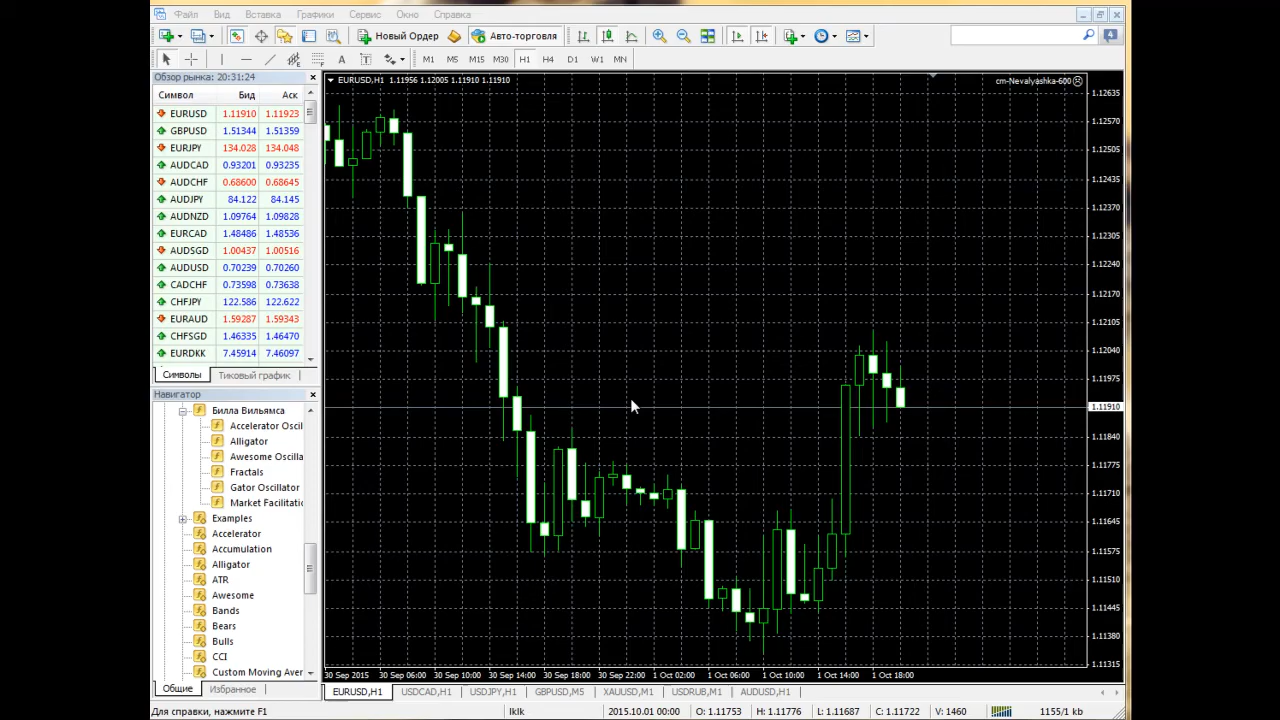 Файл Вид Вставка Графики Сервис Окно Справка
Новый Ордер Авто-торговля
M1 M5 M15 M30 H1 H4 D1 W1 MN
Обзор рынка: 20:31:24
Символ Бид Аск
EURUSD 1.11910 1.11923
GBPUSD 1.51344 1.51359
EURJPY 134.028 134.048
AUDCAD 0.93201 0.93235
AUDCHF 0.68600 0.68645
AUDJPY 84.122 84.145
AUDNZD 1.09764 1.09828
EURCAD 1.48486 1.48536
AUDSGD 1.00437 1.00516
AUDUSD 0.70239 0.70260
CADCHF 0.73598 0.73638
CHFJPY 122.586 122.622
EURAUD 1.59287 1.59343
CHFSGD 1.46335 1.46470
EURDKK 7.45914 7.46097
Символы Тиковый график
Навигатор
Билла Вильямса
Accelerator Oscil
Alligator
Awesome Oscilla
Fractals
Gator Oscillator
Market Facilitatio
Examples
Accelerator
Accumulation
Alligator
ATR
Awesome
Bands
Bears
Bulls
CCI
Custom Moving Aver
Общие Избранное
EURUSD,H1 1.11956 1.12005 1.11910 1.11910
cm-Nevalyashka-600
1.12635
1.12570
1.12505
1.12435
1.12370
1.12305
1.12240
1.12170
1.12105
1.12040
1.11975
1.11910
1.11840
1.11775
1.11710
1.11645
1.11575
1.11510
1.11445
1.11380
1.11315
30 Sep 2015 30 Sep 06:00 30 Sep 10:00 30 Sep 14:00 30 Sep 18:00 30 Sep 22:00 1 Oct 02:00 1 Oct 06:00 1 Oct 10:00 1 Oct 14:00 1 Oct 18:00
EURUSD,H1 USDCAD,H1 USDJPY,H1 GBPUSD,M5 XAUUSD,M1 USDRUB,M1 AUDUSD,H1
Для справки, нажмите F1 lklk 2015.10.01 00:00 O: 1.11753 H: 1.11776 L: 1.11687 C: 1.11722 V: 1460 1155/1 kb